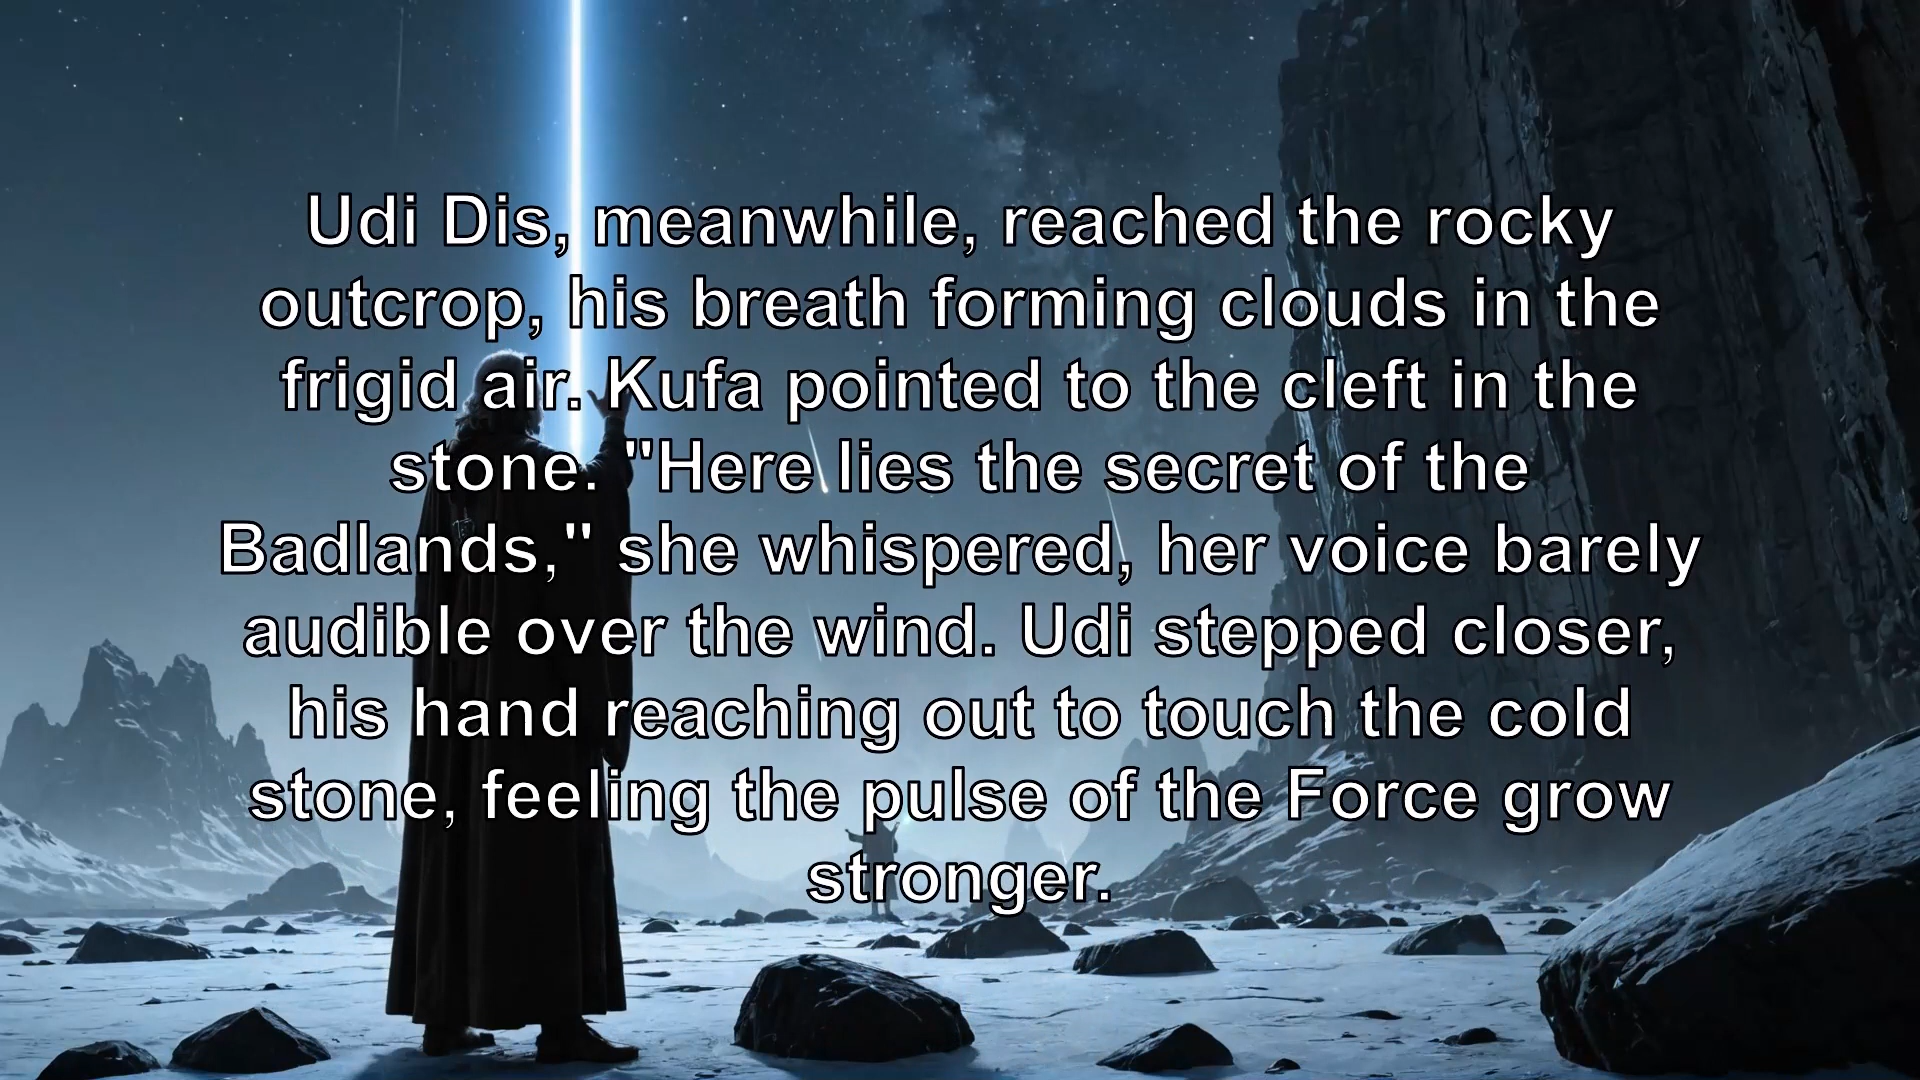 Udi Dis, meanwhile, reached the rocky
outcrop, his breath forming clouds in the
frigid air. Kufa pointed to the cleft in the
stone. "Here lies the secret of the
Badlands," she whispered, her voice barely
audible over the wind. Udi stepped closer,
his hand reaching out to touch the cold
stone, feeling the pulse of the Force grow
stronger.